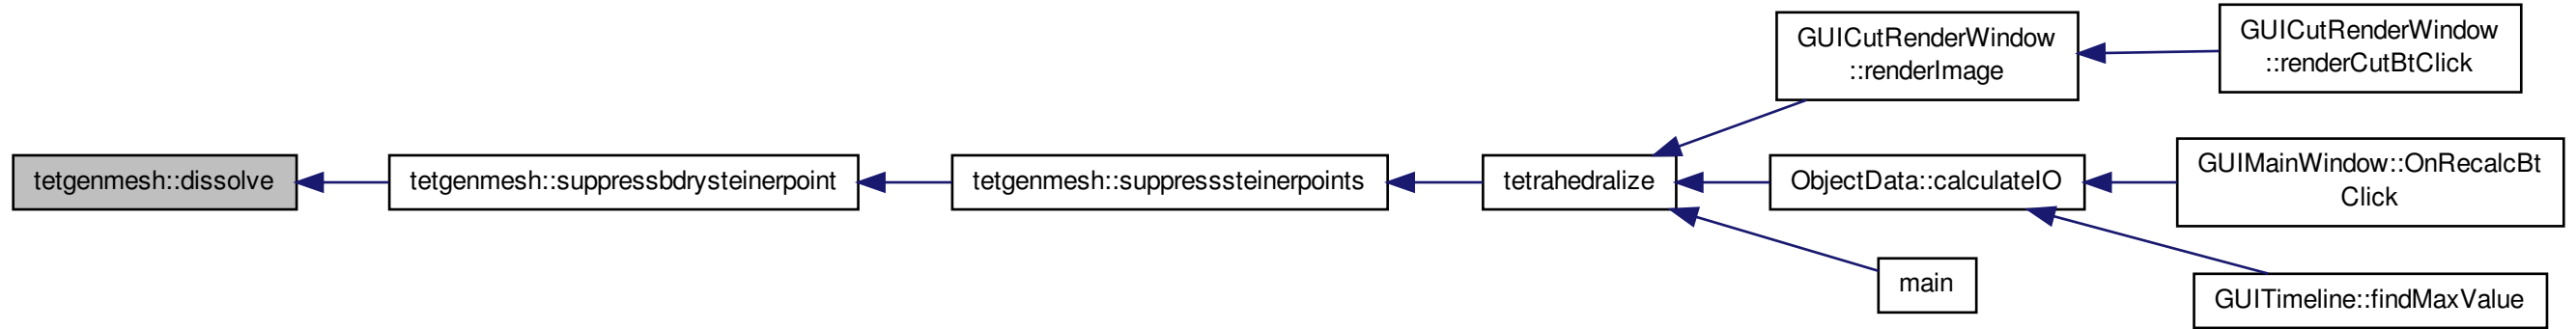 tetgenmesh::dissolve
tetgenmesh::suppressbdrysteinerpoint
tetgenmesh::suppresssteinerpoints
tetrahedralize
GUICutRenderWindow
::renderImage
GUICutRenderWindow
::renderCutBtClick
ObjectData::calculateIO
GUIMainWindow::OnRecalcBt
Click
GUITimeline::findMaxValue
main